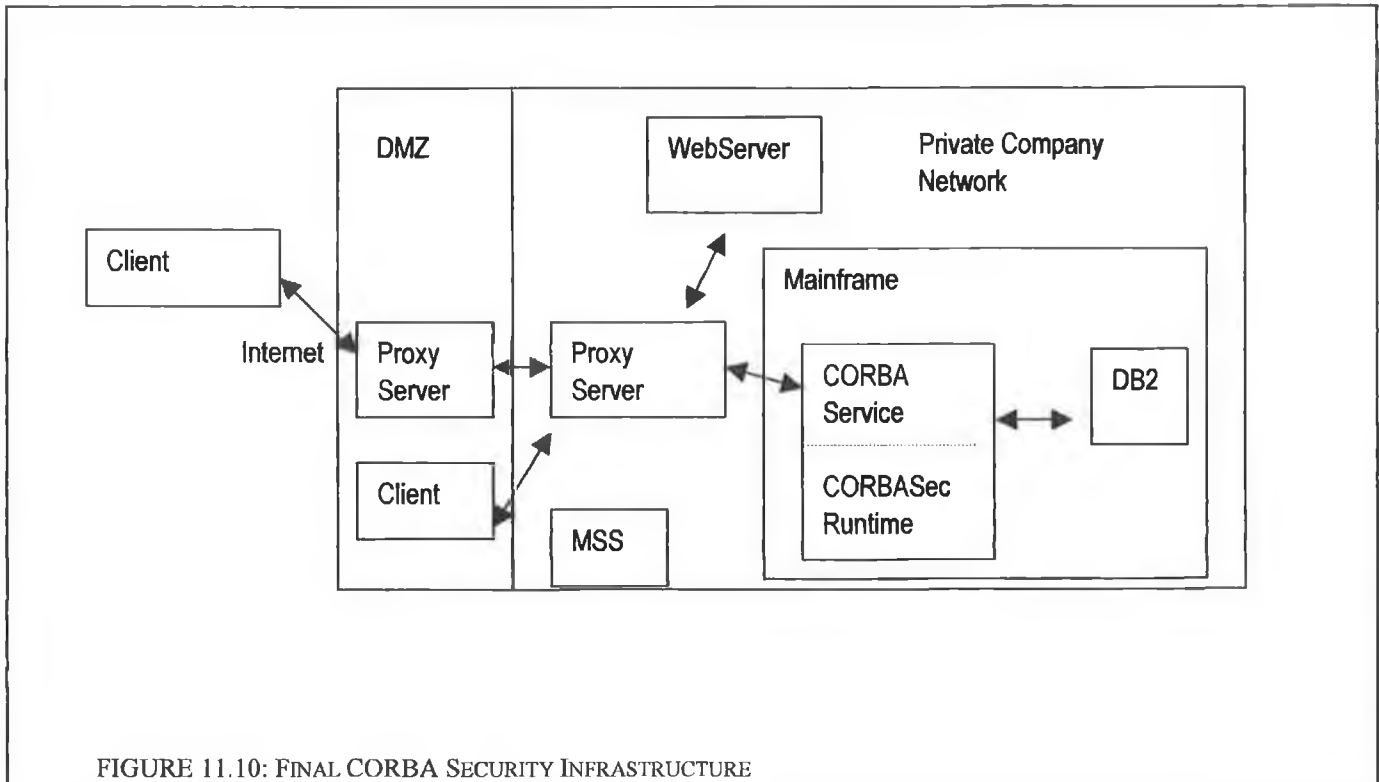 DMZ
WebServer
Private Company
Network
Client
Mainframe
Internet
Proxy
Server
Proxy
Server
CORBA
Service
DB2
Client
CORBASec
Runtime
MSS
FIGURE 11.10: FINAL CORBA SECURITY INFRASTRUCTURE